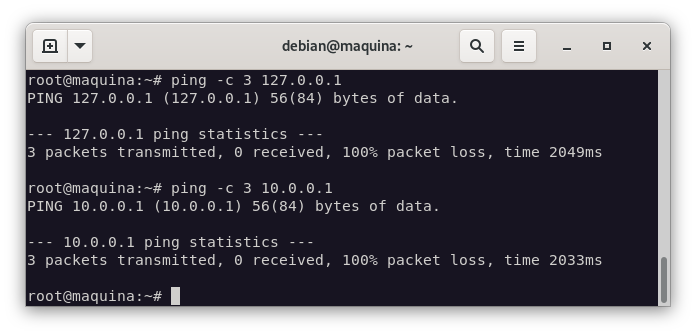 debian@maquina: ~
root@maquina:~# ping -c 3 127.0.0.1
PING 127.0.0.1 (127.0.0.1) 56(84) bytes of data.
--- 127.0.0.1 ping statistics ---
3 packets transmitted, 0 received, 100% packet loss, time 2049ms
root@maquina:~# ping -c 3 10.0.0.1
PING 10.0.0.1 (10.0.0.1) 56(84) bytes of data.
--- 10.0.0.1 ping statistics ---
3 packets transmitted, 0 received, 100% packet loss, time 2033ms
root@maquina:~#